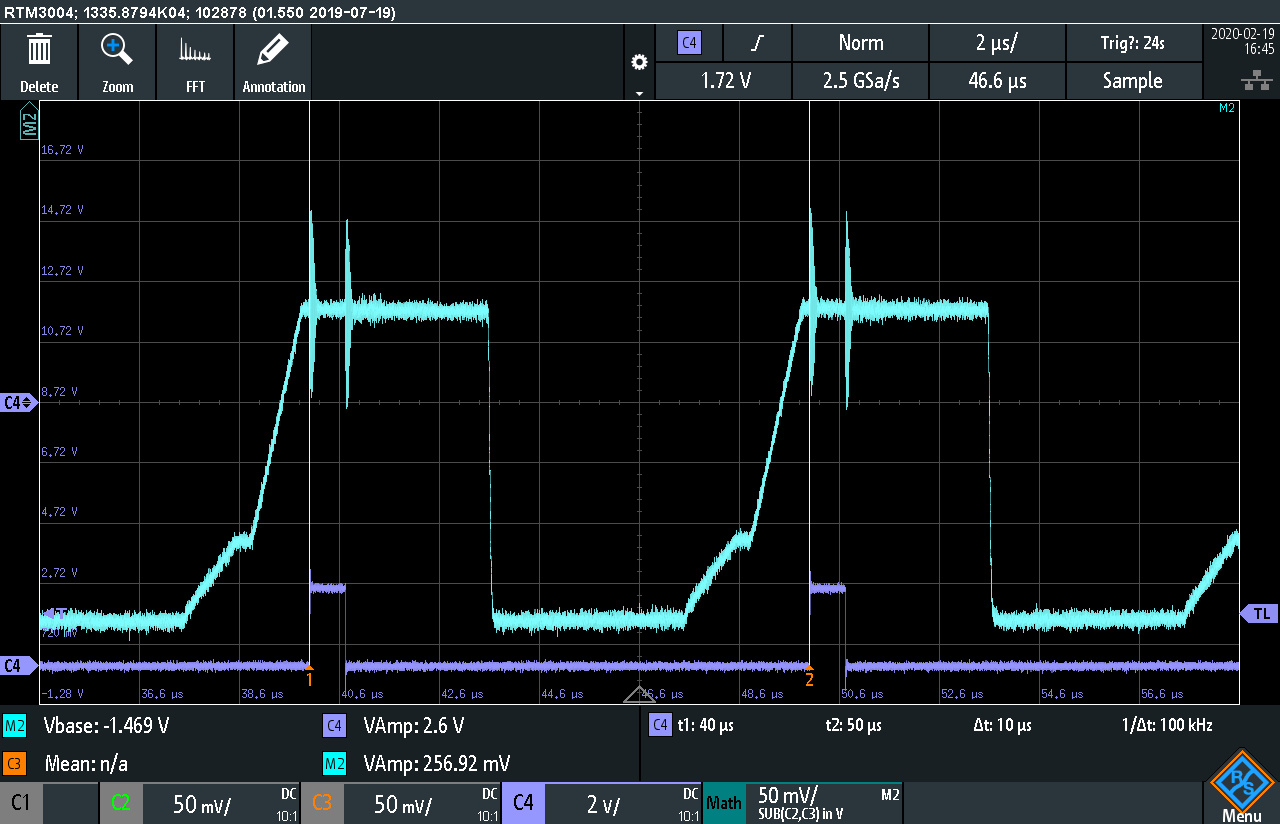 RTM3004; 1335.8794K04; 102878 (01.550 2019-07-19)
Delete Zoom FFT Annotation
C4 Norm 2 µs/ Trig?: 24s
1.72 V 2.5 GSa/s 46.6 µs Sample
2020-02-19
16:45
M2
M2
16,72 V
14,72 V
12,72 V
10,72 V
8,72 V
C4
6,72 V
4,72 V
2,72 V
T
TL
720 mV
C4
1 2
-1,28 V 36,6 µs 38,6 µs 40,6 µs 42,6 µs 44,6 µs 46,6 µs 48,6 µs 50,6 µs 52,6 µs 54,6 µs 56,6 µs
M2 Vbase: -1.469 V C4 VAmp: 2.6 V C4 t1: 40 µs t2: 50 µs Δt: 10 µs 1/Δt: 100 kHz
C3 Mean: n/a M2 VAmp: 256.92 mV
C1 C2 50 mV/ DC 10:1 C3 50 mV/ DC 10:1 C4 2 V/ DC 10:1 Math 50 mV/ M2
SUB(C2,C3) in V
R&S
Menu